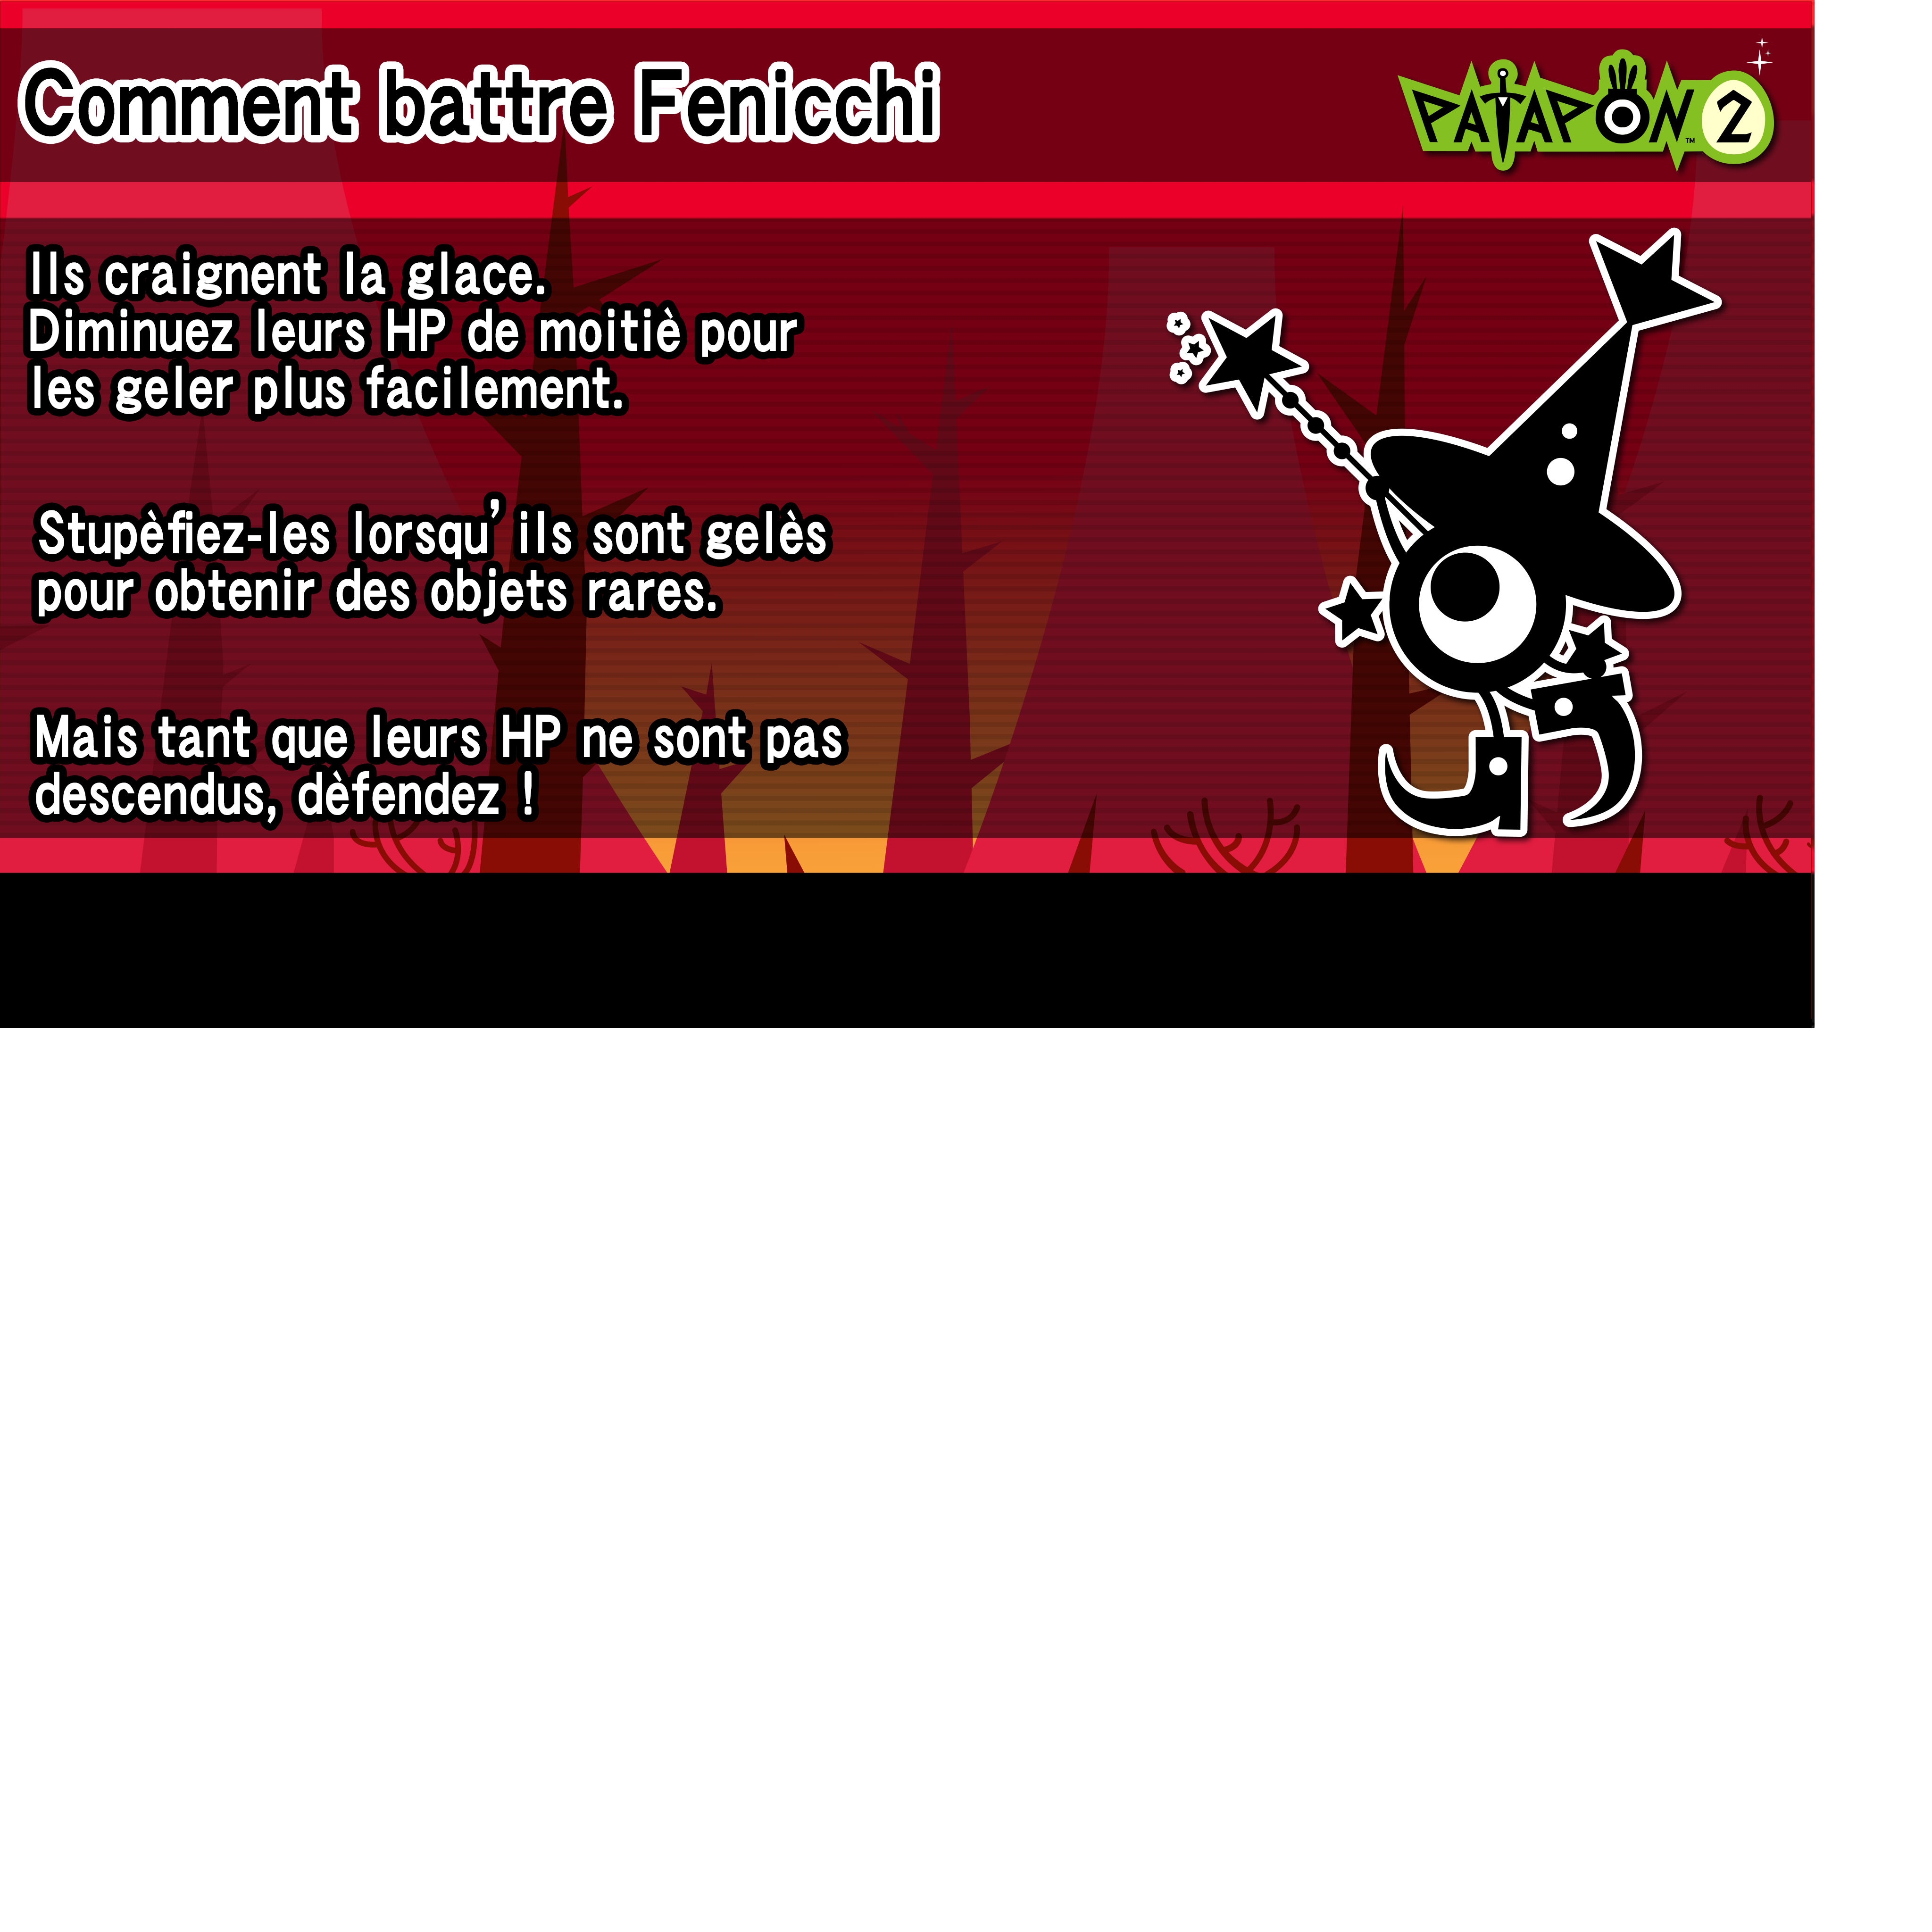 Comment battre Fenicchi
PATAPON™ 2
Ils craignent la glace.
Diminuez leurs HP de moitiè pour
les geler plus facilement.
Stupèfiez-les lorsqu'ils sont gelès
pour obtenir des objets rares.
Mais tant que leurs HP ne sont pas
descendus, dèfendez !